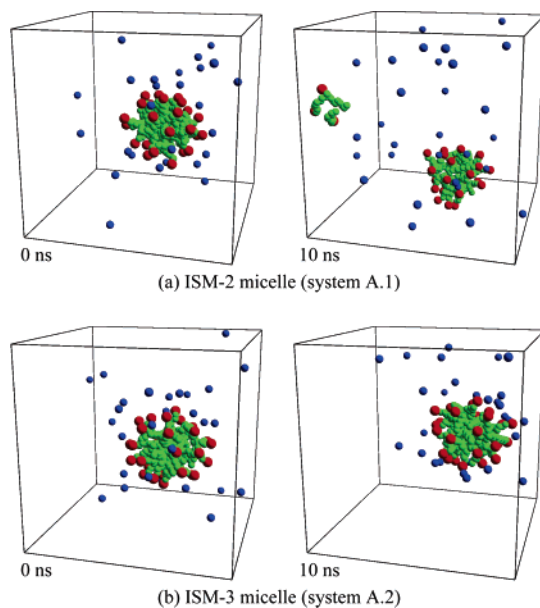 0 ns
10 ns
(a) ISM-2 micelle (system A.1)
0 ns
10 ns
(b) ISM-3 micelle (system A.2)